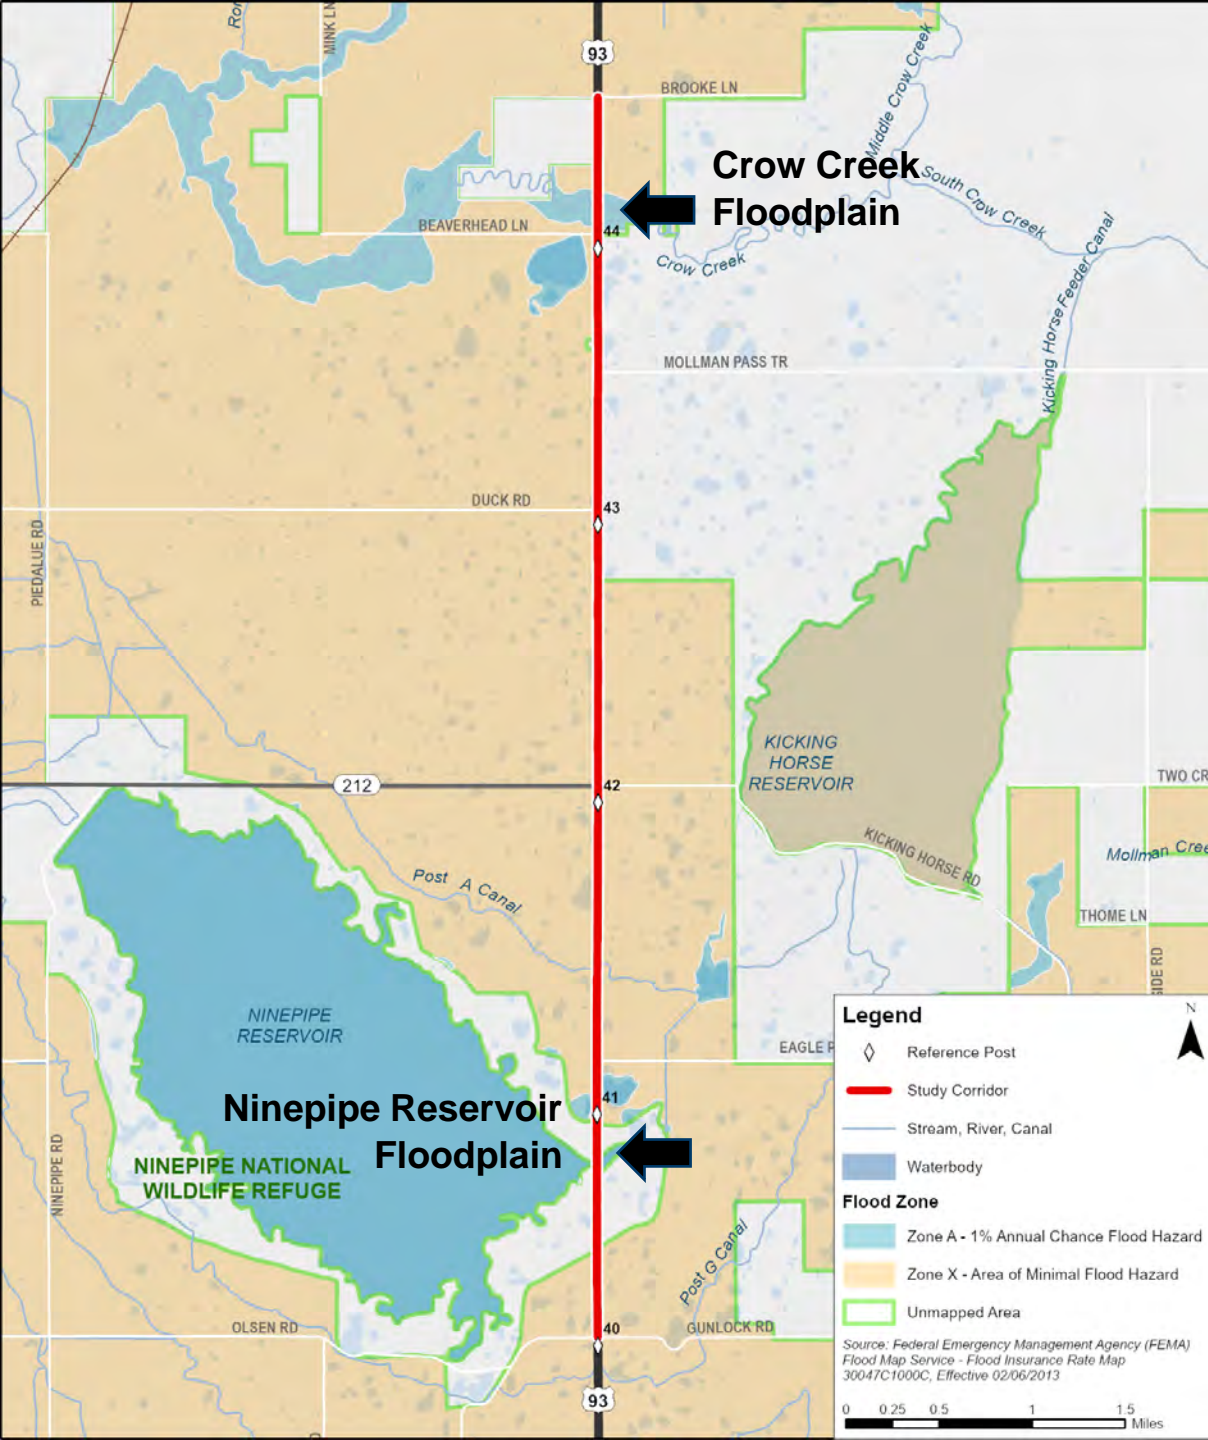 93
MINK LN
BROOKE LN
Middle Crow Creek
Crow Creek
Floodplain
South Crow Creek
BEAVERHEAD LN
44
Crow Creek
Kicking Horse Feeder Canal
MOLLMAN PASS TR
DUCK RD
43
PIEDALUE RD
KICKING
HORSE
RESERVOIR
212
42
TWO CR
KICKING HORSE RD
Mollman Cree
Post A Canal
THOME LN
SIDE RD
NINEPIPE
RESERVOIR
EAGLE P
41
Ninepipe Reservoir
Floodplain
NINEPIPE NATIONAL
WILDLIFE REFUGE
NINEPIPE RD
Post G Canal
OLSEN RD
40
GUNLOCK RD
93
Legend
N
Reference Post
Study Corridor
Stream, River, Canal
Waterbody
Flood Zone
Zone A - 1% Annual Chance Flood Hazard
Zone X - Area of Minimal Flood Hazard
Unmapped Area
Source: Federal Emergency Management Agency (FEMA)
Flood Map Service - Flood Insurance Rate Map
30047C1000C, Effective 02/06/2013
0 0.25 0.5 1 1.5
Miles